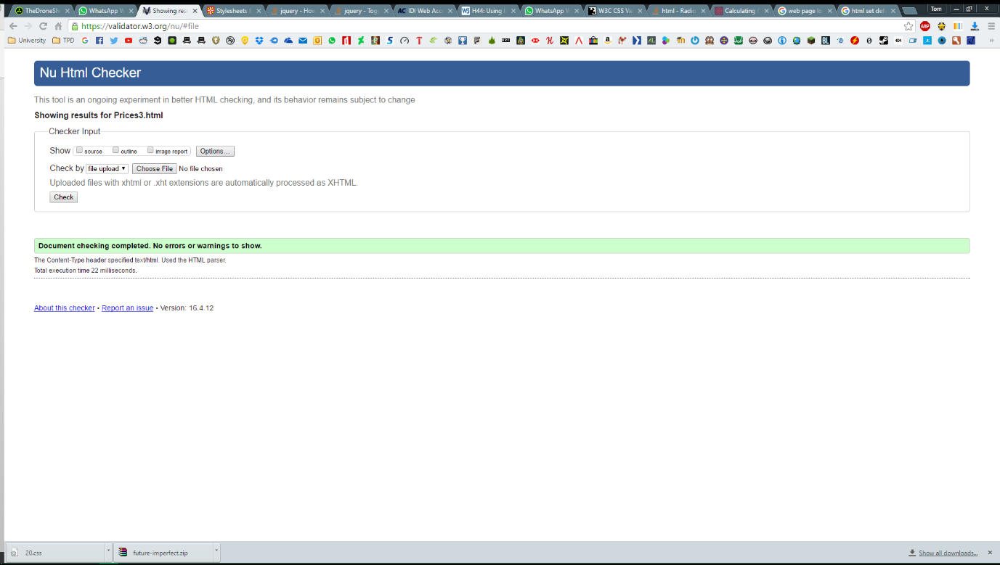 TheDroneSh
WhatsApp W
Showing res
Stylesheets
jquery - How
jquery - Tog
IDI Web Acc
H44: Using
WhatsApp W
W3C CSS Va
html - Radio
Calculating
web page lo
html set def
Tom
https://validator.w3.org/nu/#file
University
TPD
Nu Html Checker
This tool is an ongoing experiment in better HTML checking, and its behavior remains subject to change
Showing results for Prices3.html
Checker Input
Show source outline image report Options...
Check by file upload Choose File No file chosen
Uploaded files with xhtml or .xht extensions are automatically processed as XHTML.
Check
Document checking completed. No errors or warnings to show.
The Content-Type header specified text/html. Used the HTML parser.
Total execution time 22 milliseconds.
About this checker • Report an issue • Version: 16.4.12
20.css
future-imperfect.zip
Show all downloads...